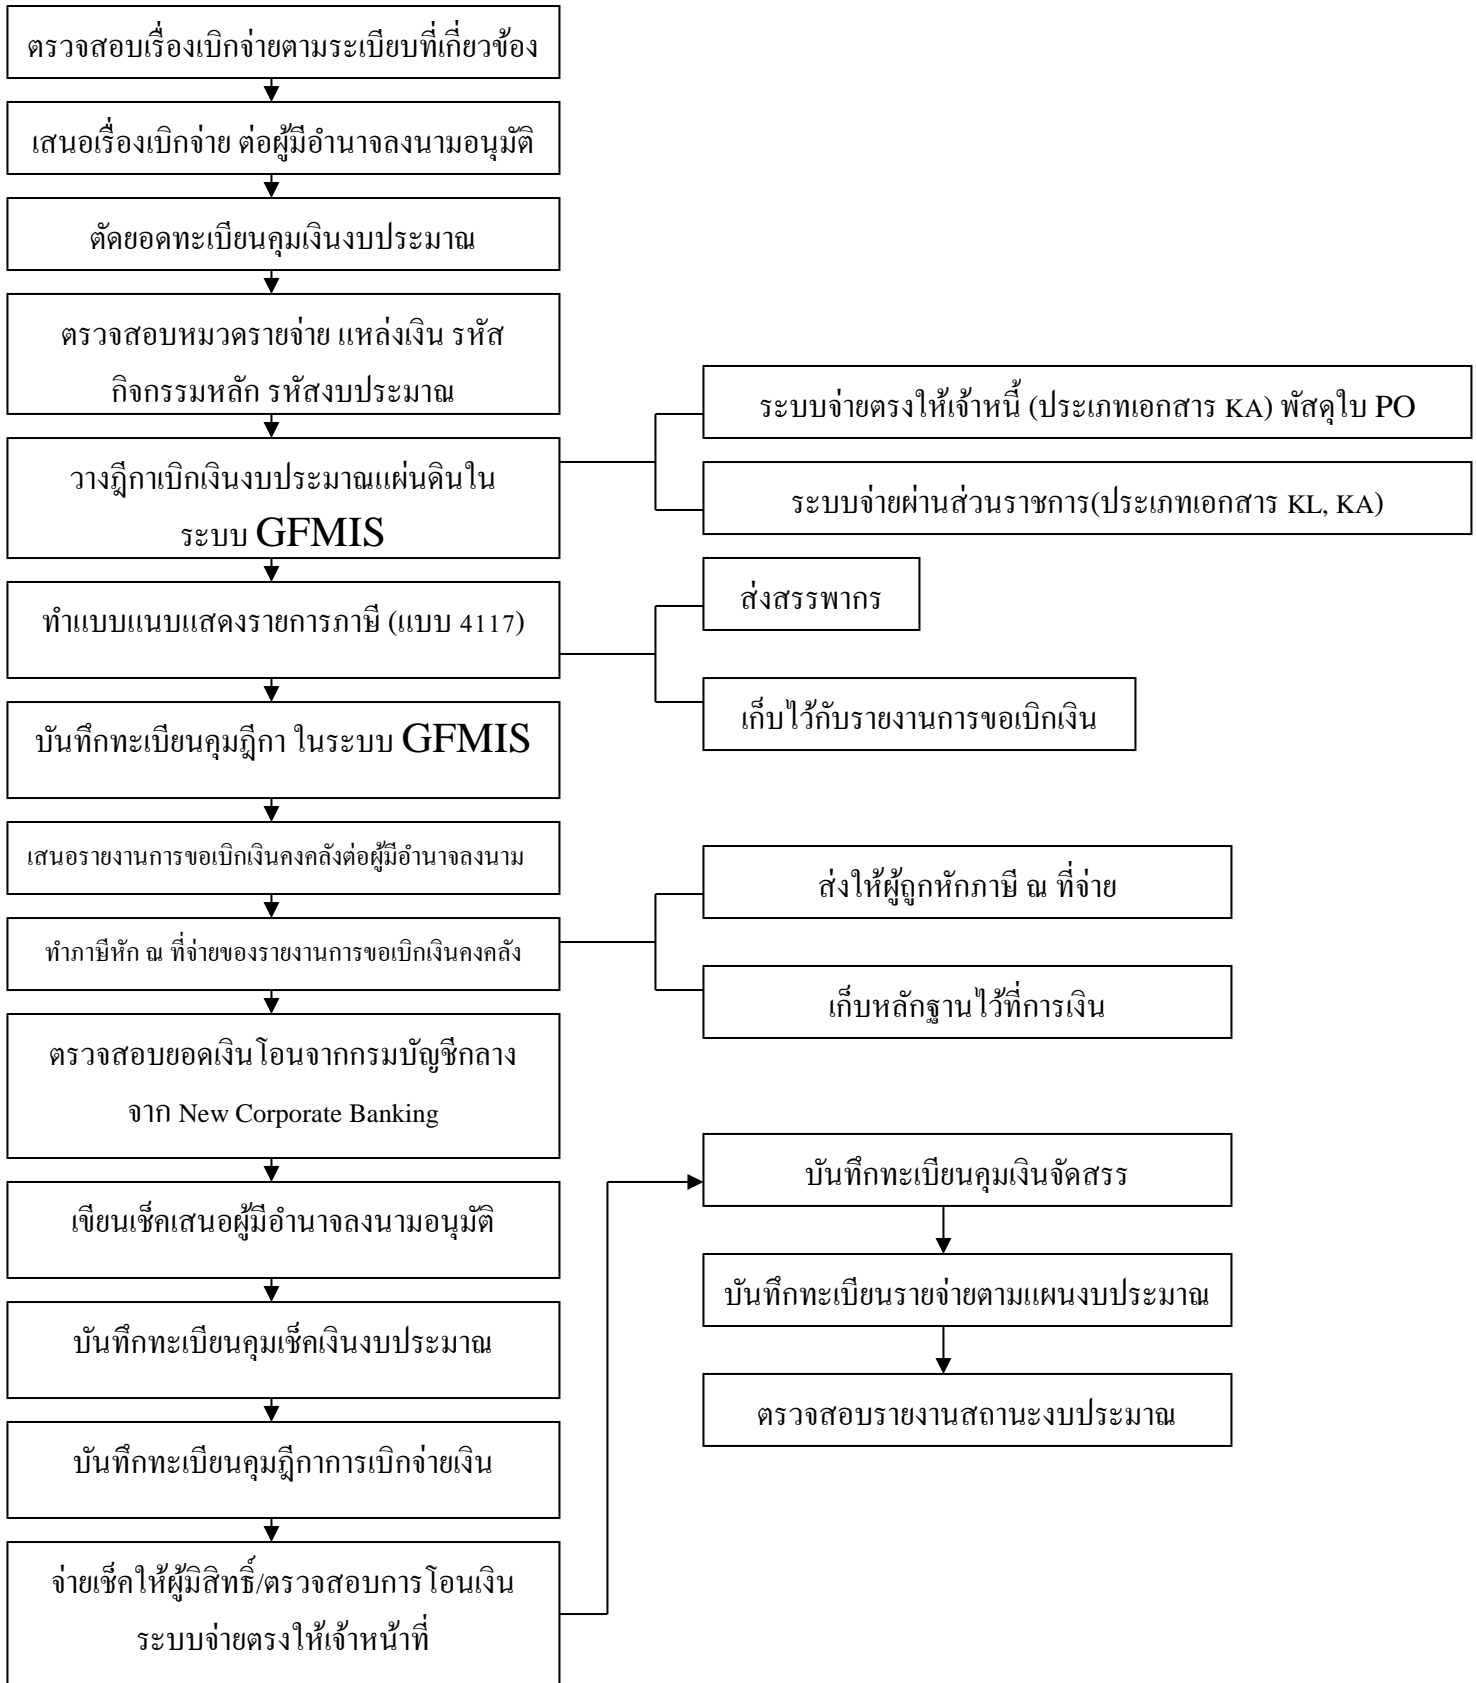 ตรวจสอบเรื่องเบิกจ่ายตามระเบียบที่เกี่ยวข้อง
เสนอเรื่องเบิกจ่าย ต่อผู้มีอำนาจลงนามอนุมัติ
ตัดยอดทะเบียนคุมเงินงบประมาณ
ตรวจสอบหมวดรายจ่าย แหล่งเงิน รหัส
กิจกรรมหลัก รหัสงบประมาณ
ระบบจ่ายตรงให้เจ้าหนี้ (ประเภทเอกสาร KA) พัสดุใบ PO
วางฎีกาเบิกเงินงบประมาณแผ่นดินใน
ระบบ GFMIS
ระบบจ่ายผ่านส่วนราชการ(ประเภทเอกสาร KL, KA)
ทำแบบแนบแสดงรายการภาษี (แบบ 4117)
ส่งสรรพากร
เก็บไว้กับรายงานการขอเบิกเงิน
บันทึกทะเบียนคุมฎีกา ในระบบ GFMIS
เสนอรายงานการขอเบิกเงินคงคลังต่อผู้มีอำนาจลงนาม
ทำภาษีหัก ณ ที่จ่ายของรายงานการขอเบิกเงินคงคลัง
ส่งให้ผู้ถูกหักภาษี ณ ที่จ่าย
เก็บหลักฐานไว้ที่การเงิน
ตรวจสอบยอดเงินโอนจากกรมบัญชีกลาง
จาก New Corporate Banking
เขียนเช็คเสนอผู้มีอำนาจลงนามอนุมัติ
บันทึกทะเบียนคุมเช็คเงินงบประมาณ
บันทึกทะเบียนคุมฎีกาการเบิกจ่ายเงิน
จ่ายเช็คให้ผู้มิสิทธิ์/ตรวจสอบการโอนเงิน
ระบบจ่ายตรงให้เจ้าหน้าที่
บันทึกทะเบียนคุมเงินจัดสรร
บันทึกทะเบียนรายจ่ายตามแผนงบประมาณ
ตรวจสอบรายงานสถานะงบประมาณ